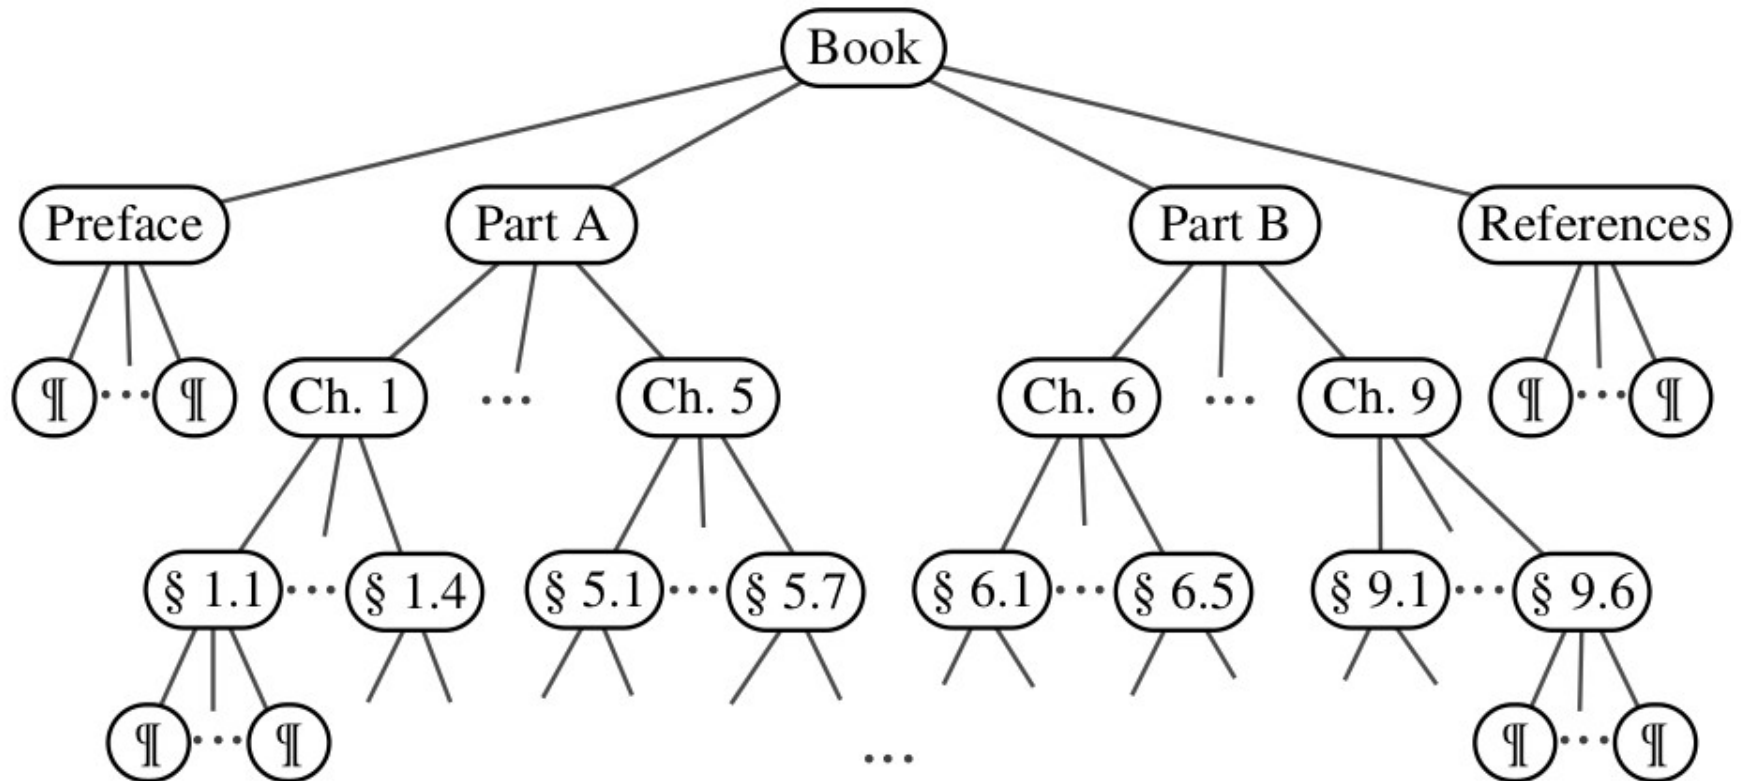 Book
Preface Part A Part B References
¶ ... ¶ Ch. 1 ... Ch. 5 Ch. 6 ... Ch. 9 ¶ ... ¶
§ 1.1 ... § 1.4 § 5.1 ... § 5.7 § 6.1 ... § 6.5 § 9.1 ... § 9.6
¶ ... ¶ ... ¶ ... ¶